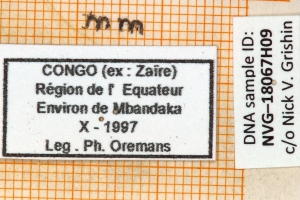 CONGO (ex : Zaïre)
Région de l' Equateur
Environ de Mbandaka
X - 1997
Leg . Ph. Oremans
DNA sample ID:
NVG–18067H09
c/o Nick V. Grishin